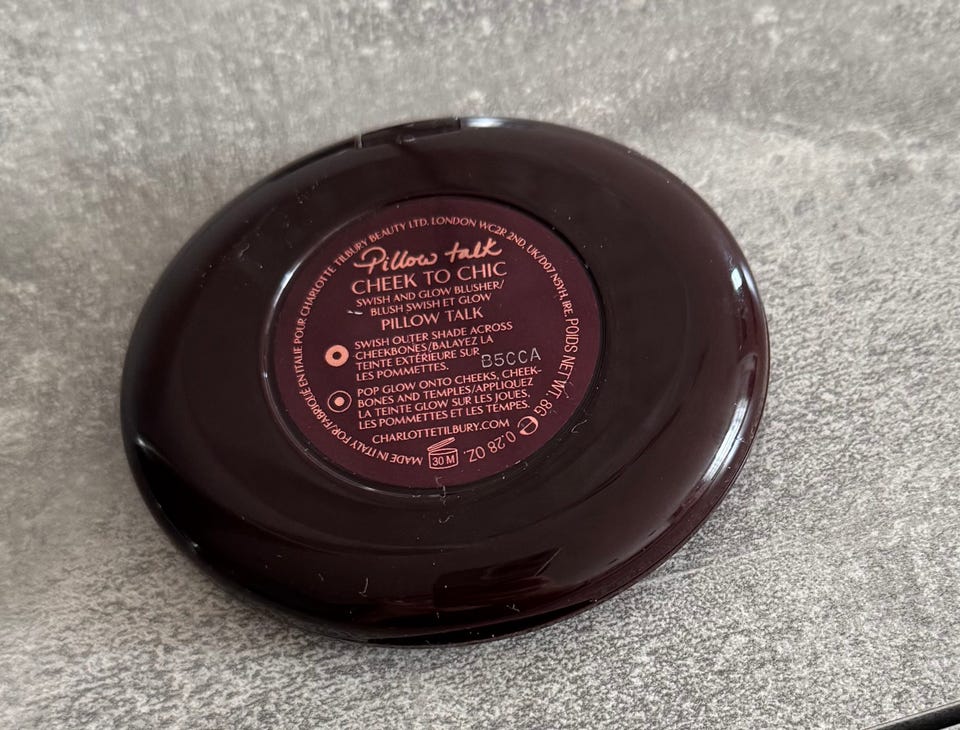 MADE IN ITALY FOR/FABRIQUÉ EN ITALIE POUR CHARLOTTE TILBURY BEAUTY LTD. LONDON WC2R 2ND, UK/D07 N5YH, IRE. POIDS NET WT. 8G e 0.28 OZ.
Pillow talk
CHEEK TO CHIC
SWISH AND GLOW BLUSHER/
BLUSH SWISH ET GLOW
PILLOW TALK
SWISH OUTER SHADE ACROSS
CHEEKBONES/BALAYEZ LA
TEINTE EXTÉRIEURE SUR
LES POMMETTES.
B5CCA
POP GLOW ONTO CHEEKS, CHEEK-
BONES AND TEMPLES/APPLIQUEZ
LA TEINTE GLOW SUR LES JOUES,
LES POMMETTES ET LES TEMPES.
CHARLOTTETILBURY.COM
30 M